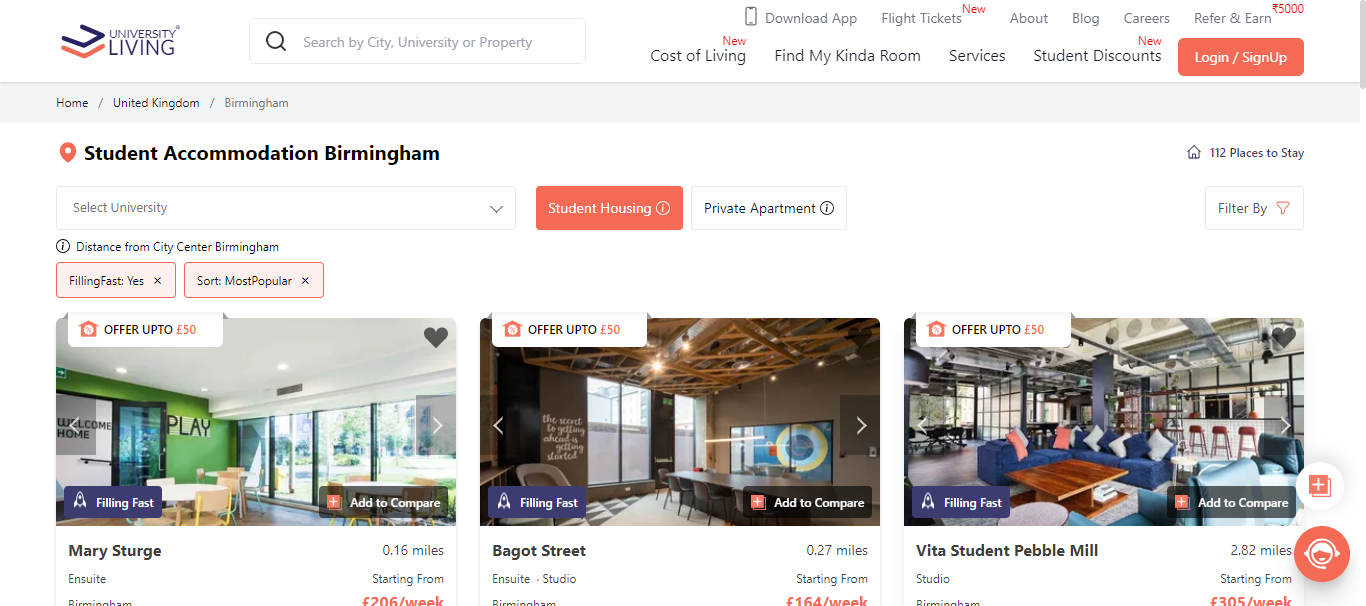 UNIVERSITY
LIVING
Search by City, University or Property
Download App
Flight Tickets
New
About
Blog
Careers
Refer & Earn
₹5000
Cost of Living
New
Find My Kinda Room
Services
Student Discounts
New
Login / SignUp
Home / United Kingdom / Birmingham
Student Accommodation Birmingham
112 Places to Stay
Select University
Student Housing
Private Apartment
Filter By
Distance from City Center Birmingham
FillingFast: Yes ×
Sort: MostPopular ×
OFFER UPTO £50
WELCOME
HOME
PLAY
Filling Fast
Add to Compare
Mary Sturge
0.16 miles
Ensuite
Starting From
Birmingham
£206/week
OFFER UPTO £50
the secret
to getting
ahead is
getting
started
Filling Fast
Add to Compare
Bagot Street
0.27 miles
Ensuite · Studio
Starting From
Birmingham
£164/week
OFFER UPTO £50
Filling Fast
Add to Compare
Vita Student Pebble Mill
2.82 miles
Studio
Starting From
Birmingham
£305/week